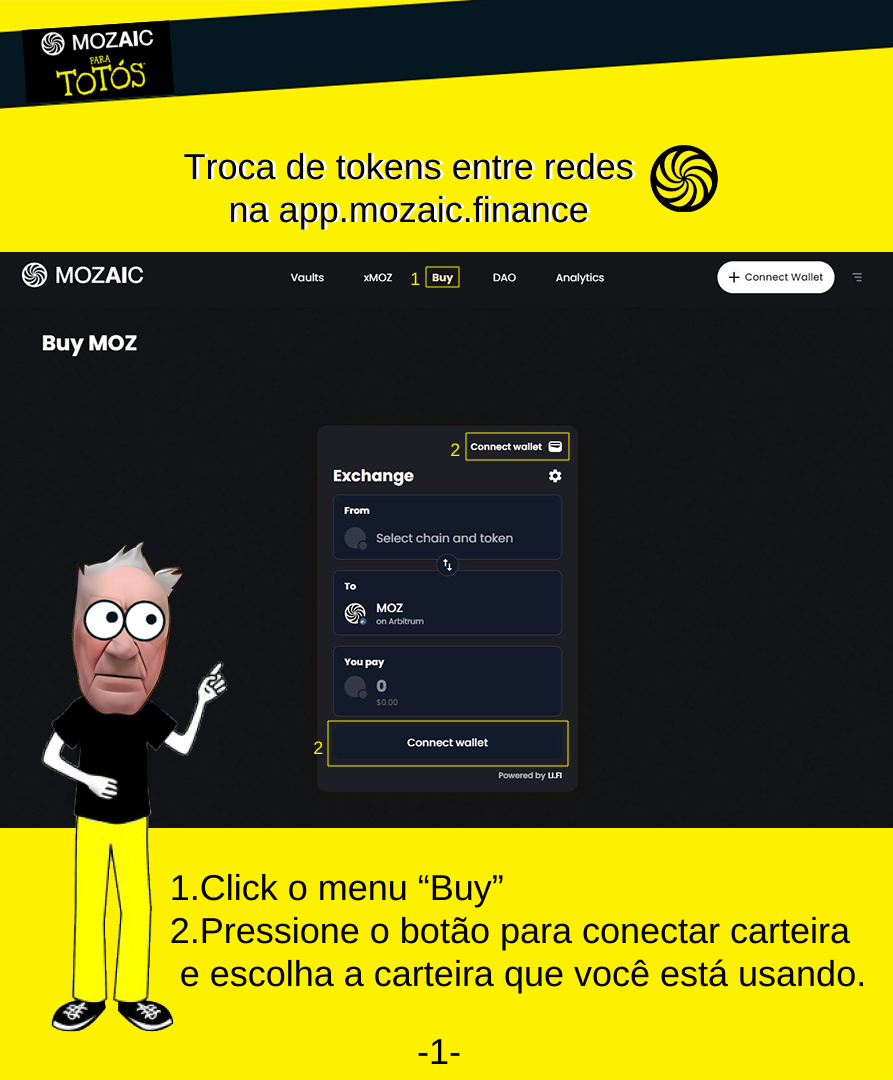 MOZAIC
PARA
TOTÓS
Troca de tokens entre redes
na app.mozaic.finance
MOZAIC
Vaults
xMOZ
1
Buy
DAO
Analytics
+ Connect Wallet
Buy MOZ
2
Connect wallet
Exchange
From
Select chain and token
To
MOZ
on Arbitrum
You pay
0
$0.00
2
Connect wallet
Powered by LI.FI
1.Click o menu “Buy”
2.Pressione o botão para conectar carteira
e escolha a carteira que você está usando.
-1-